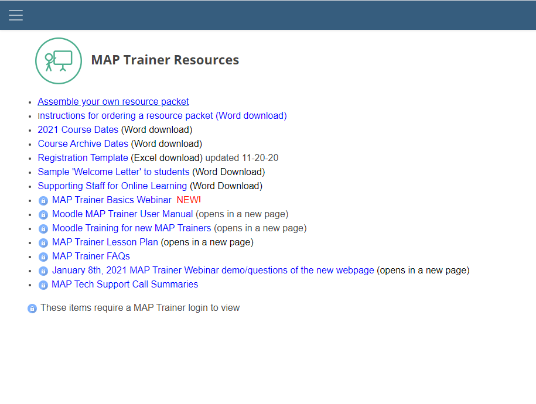 MAP Trainer Resources
Assemble your own resource packet
Instructions for ordering a resource packet (Word download)
2021 Course Dates (Word download)
Course Archive Dates (Word download)
Registration Template (Excel download) updated 11-20-20
Sample 'Welcome Letter' to students (Word Download)
Supporting Staff for Online Learning (Word Download)
MAP Trainer Basics Webinar NEW!
Moodle MAP Trainer User Manual (opens in a new page)
Moodle Training for new MAP Trainers (opens in a new page)
MAP Trainer Lesson Plan (opens in a new page)
MAP Trainer FAQs
January 8th, 2021 MAP Trainer Webinar demo/questions of the new webpage (opens in a new page)
MAP Tech Support Call Summaries
These items require a MAP Trainer login to view